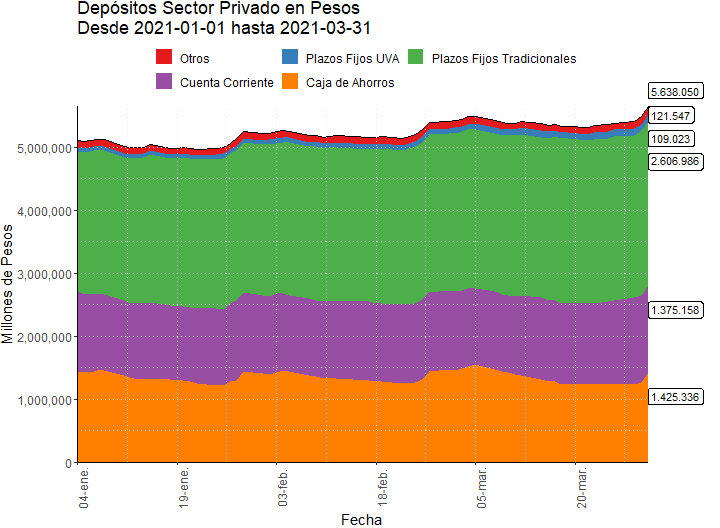 Depósitos Sector Privado en Pesos
Desde 2021-01-01 hasta 2021-03-31
Otros
Plazos Fijos UVA
Plazos Fijos Tradicionales
Cuenta Corriente
Caja de Ahorros
5.638.050
121.547
109.023
2.606.986
1.375.158
1.425.336
5,000,000
4,000,000
3,000,000
2,000,000
1,000,000
0
Millones de Pesos
04-ene.
19-ene.
03-feb.
18-feb.
05-mar.
20-mar.
Fecha